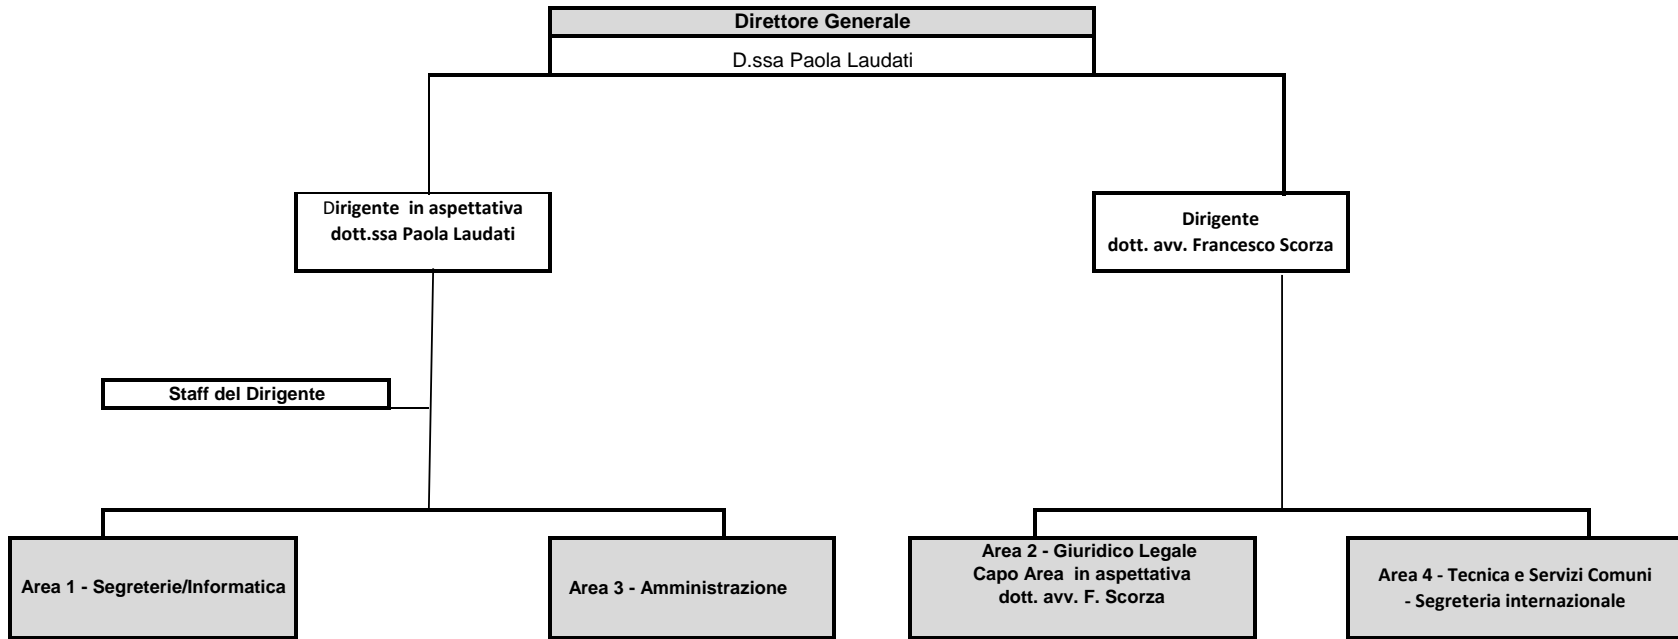 Direttore Generale
D.ssa Paola Laudati
Dirigente in aspettativa
dott.ssa Paola Laudati
Dirigente
dott. avv. Francesco Scorza
Staff del Dirigente
Area 1 - Segreterie/Informatica
Area 3 - Amministrazione
Area 2 - Giuridico Legale
Capo Area in aspettativa
dott. avv. F. Scorza
Area 4 - Tecnica e Servizi Comuni
- Segreteria internazionale